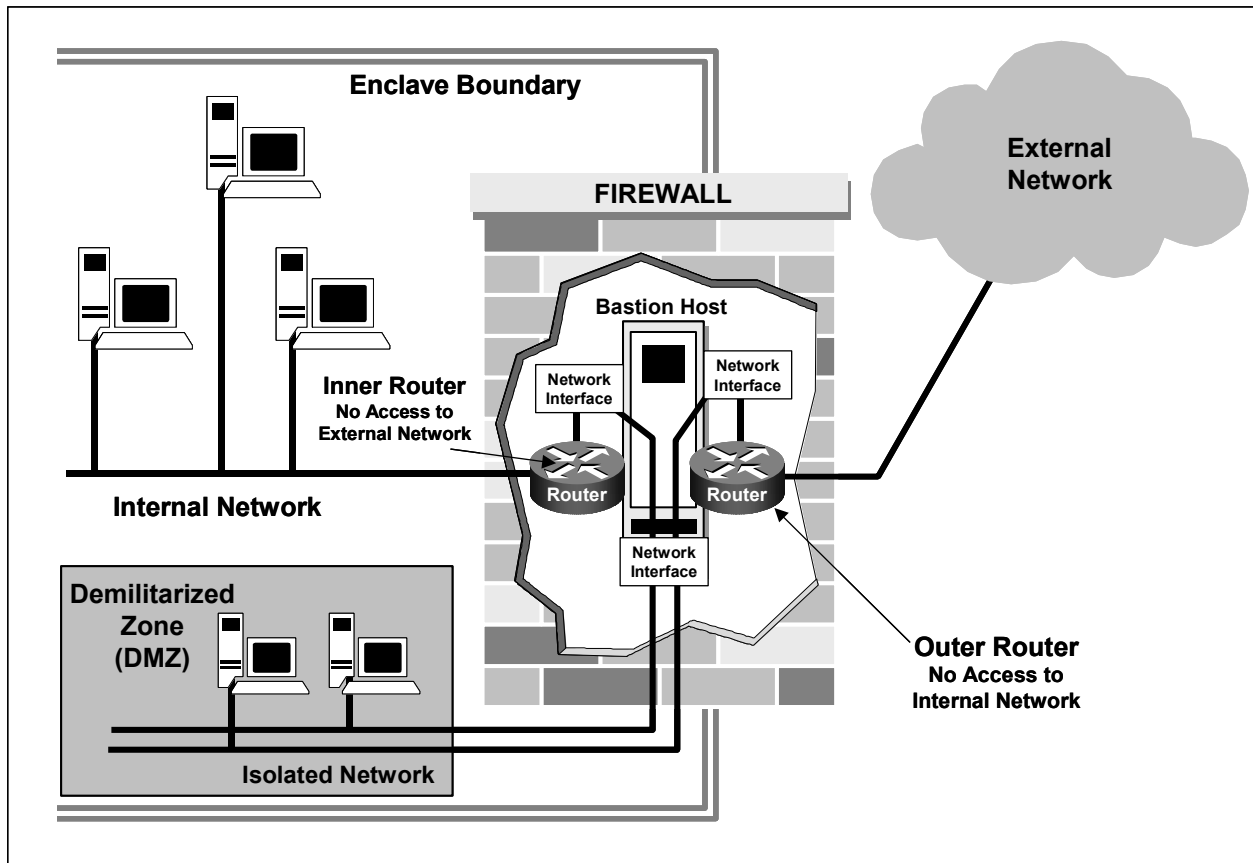 Enclave Boundary
External
Network
FIREWALL
Bastion Host
Network
Interface
Network
Interface
Inner Router
No Access to
External Network
Router
Router
Internal Network
Network
Interface
Demilitarized
Zone
(DMZ)
Outer Router
No Access to
Internal Network
Isolated Network